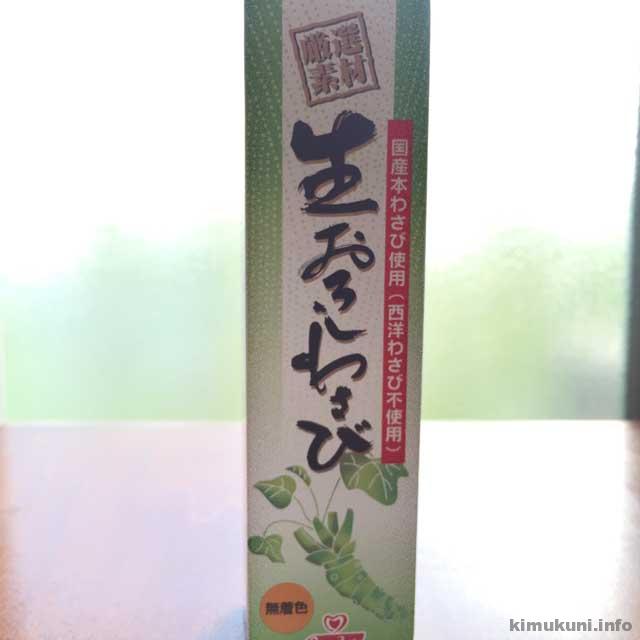 厳選
素材
生おろしわさび
国産本わさび使用（西洋わさび不使用）
無着色
kimukuni.info